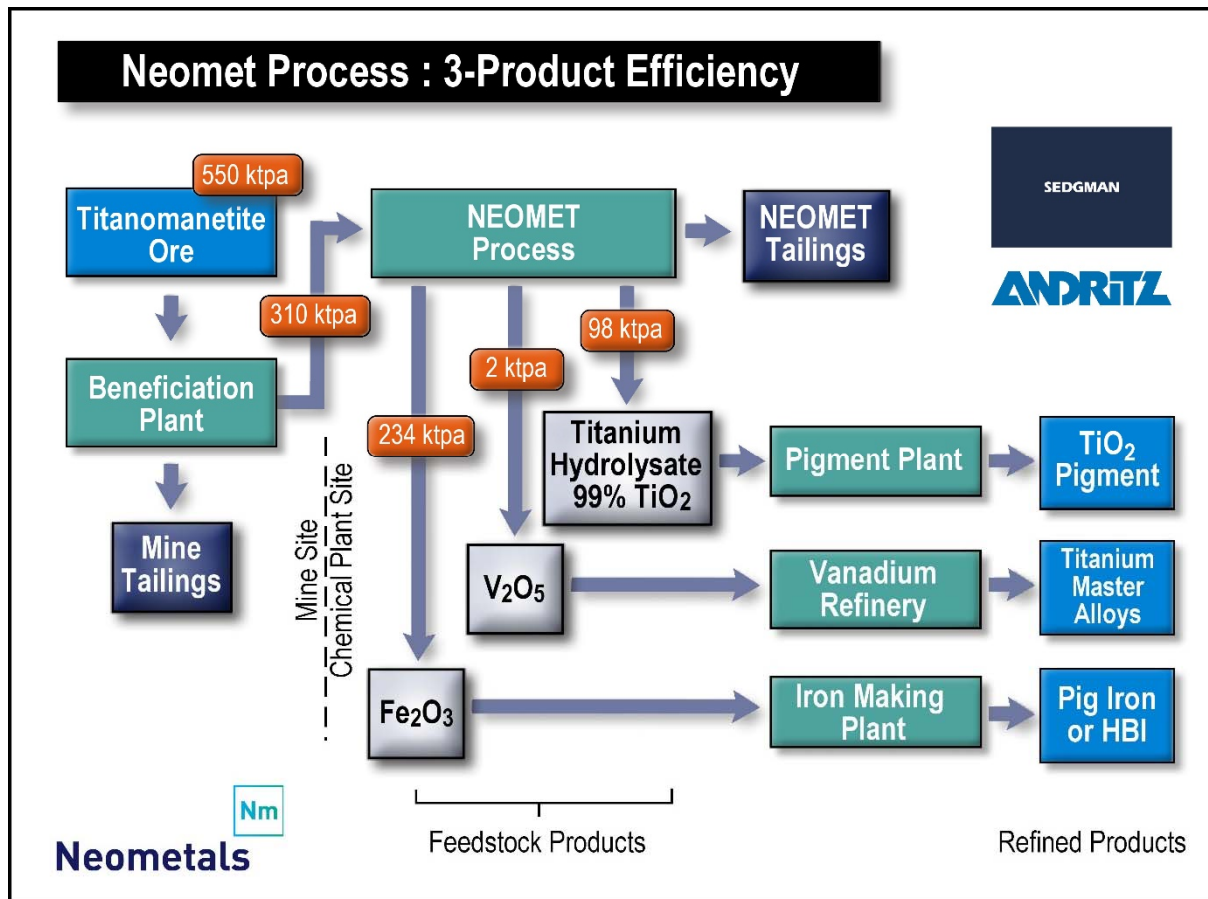 Neomet Process : 3-Product Efficiency
550 ktpa
Titanomanetite
Ore
NEOMET
Process
NEOMET
Tailings
SEDGMAN
ANDRITZ
310 ktpa
98 ktpa
2 ktpa
Beneficiation
Plant
234 ktpa
Titanium
Hydrolysate
99% TiO₂
Pigment Plant
TiO₂
Pigment
Mine
Tailings
Mine Site
Chemical Plant Site
V₂O₅
Vanadium
Refinery
Titanium
Master
Alloys
Fe₂O₃
Iron Making
Plant
Pig Iron
or HBI
Nm
Neometals
Feedstock Products
Refined Products